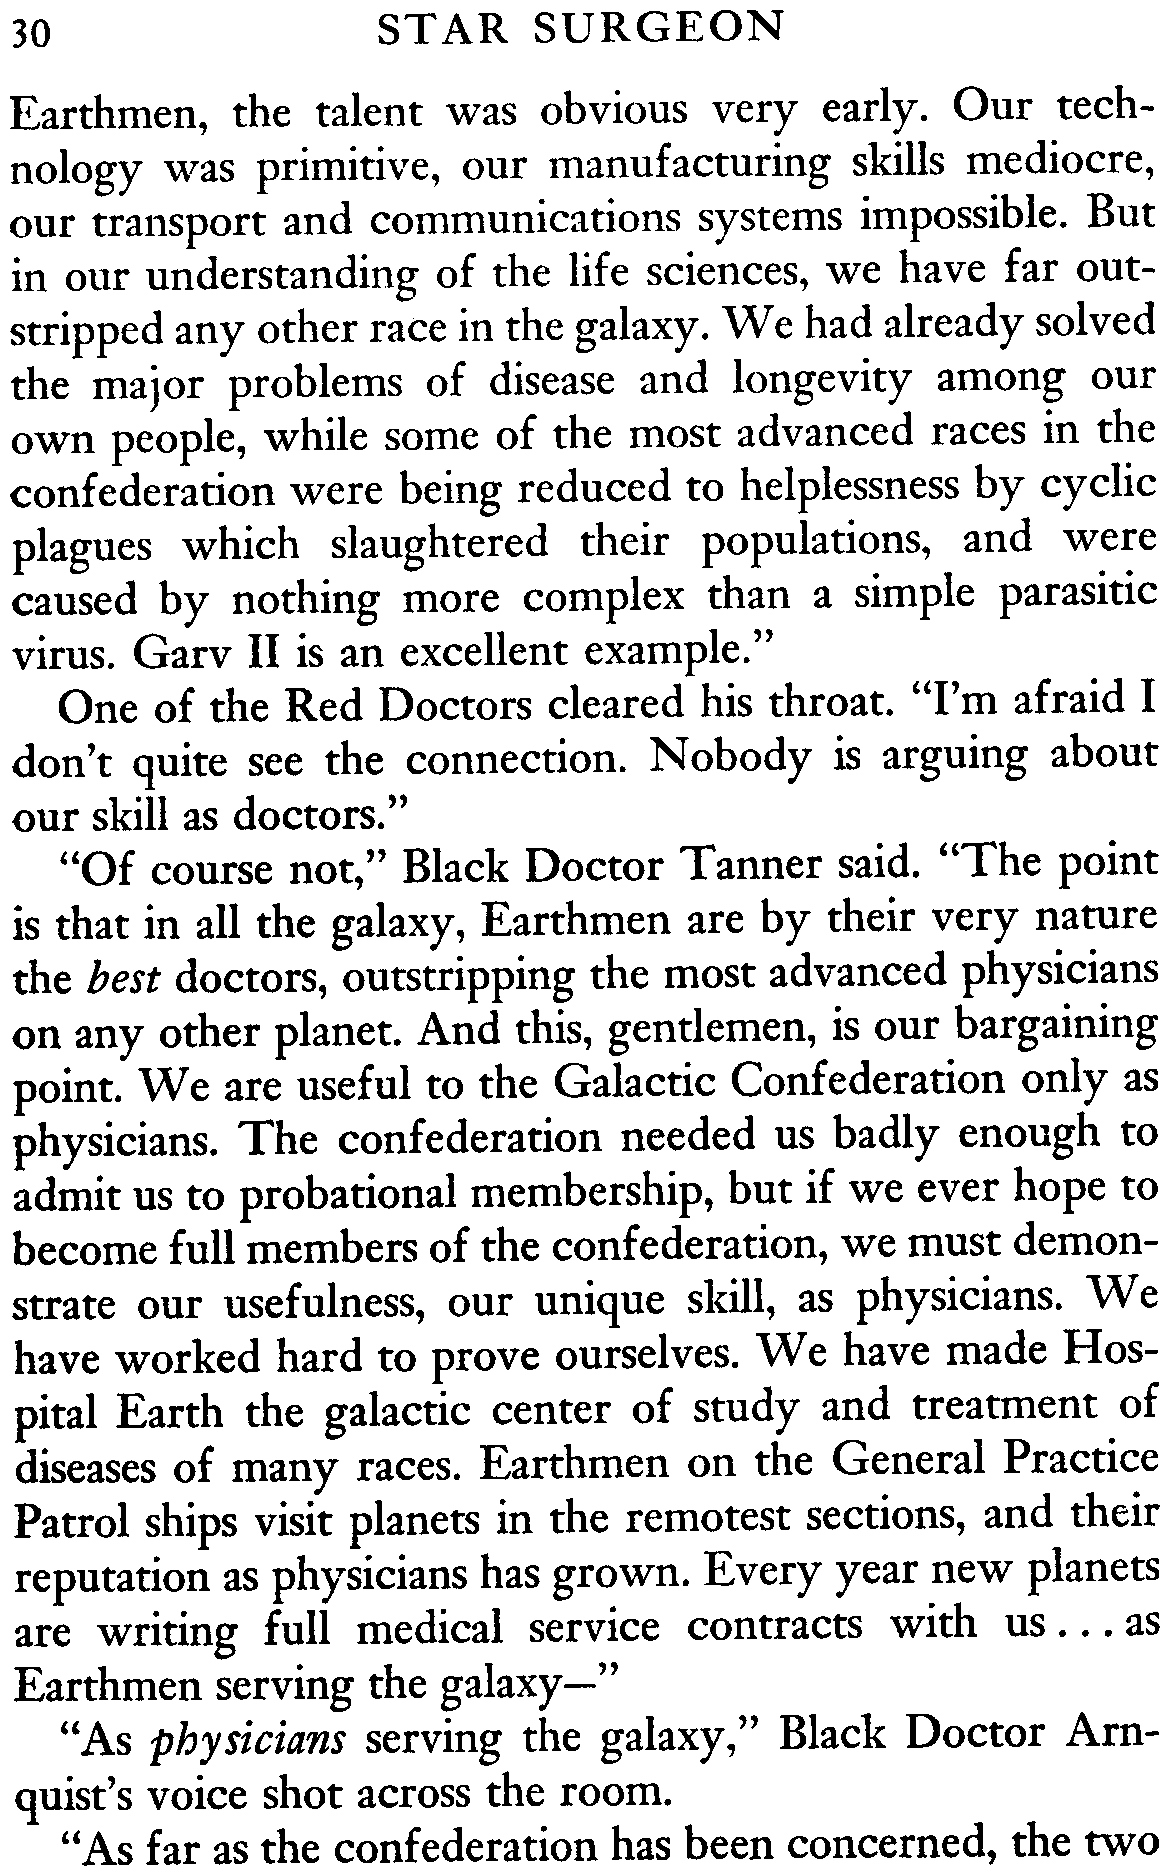 30 STAR SURGEON
Earthmen, the talent was obvious very early. Our tech-
nology was primitive, our manufacturing skills mediocre,
our transport and communications systems impossible. But
in our understanding of the life sciences, we have far out-
stripped any other race in the galaxy. We had already solved
the major problems of disease and longevity among our
own people, while some of the most advanced races in the
confederation were being reduced to helplessness by cyclic
plagues which slaughtered their populations, and were
caused by nothing more complex than a simple parasitic
virus. Garv II is an excellent example.”
One of the Red Doctors cleared his throat. “I’m afraid I
don’t quite see the connection. Nobody is arguing about
our skill as doctors.”
“Of course not,” Black Doctor Tanner said. “The point
is that in all the galaxy, Earthmen are by their very nature
the best doctors, outstripping the most advanced physicians
on any other planet. And this, gentlemen, is our bargaining
point. We are useful to the Galactic Confederation only as
physicians. The confederation needed us badly enough to
admit us to probational membership, but if we ever hope to
become full members of the confederation, we must demon-
strate our usefulness, our unique skill, as physicians. We
have worked hard to prove ourselves. We have made Hos-
pital Earth the galactic center of study and treatment of
diseases of many races. Earthmen on the General Practice
Patrol ships visit planets in the remotest sections, and their
reputation as physicians has grown. Every year new planets
are writing full medical service contracts with us . . . as
Earthmen serving the galaxy—”
“As physicians serving the galaxy,” Black Doctor Arn-
quist’s voice shot across the room.
“As far as the confederation has been concerned, the two